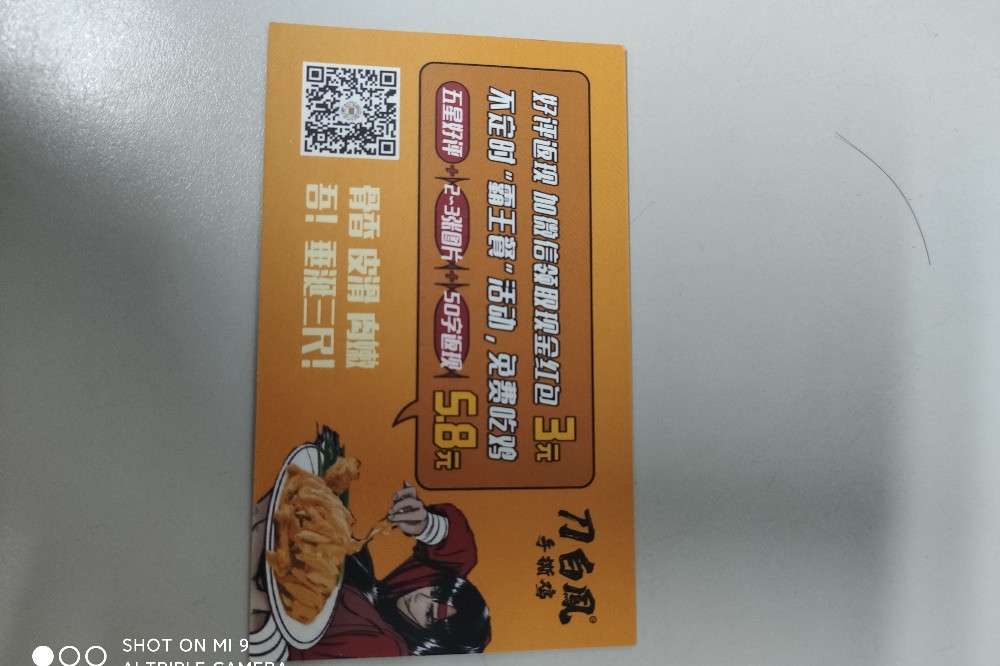 好评返现 加微信领取现金红包 3元
不定时“霸王餐”活动，免费吃鸡
五星好评+2~3张图片+50字返现 5.8元
骨香 皮滑 肉嫩
吾！垂涎三尺！
刀白凤®
手撕鸡
SHOT ON MI 9
AI TRIPLE CAMERA